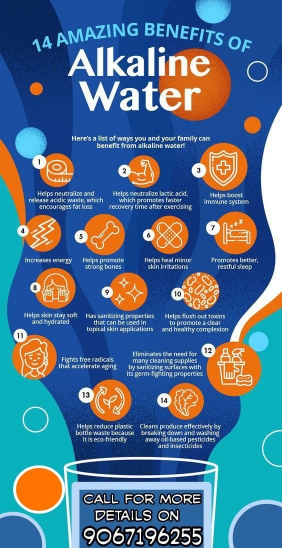 14 AMAZING BENEFITS OF
Alkaline
Water
Here's a list of ways you and your family can
benefit from alkaline water!
1
Helps neutralize and
release acidic waste, which
encourages fat loss
2
Helps neutralize lactic acid,
which promotes faster
recovery time after exercising
3
Helps boost
immune system
4
Increases energy
5
Helps promote
strong bones
6
Helps heal minor
skin irritations
7
Promotes better,
restful sleep
8
Helps skin stay soft
and hydrated
9
Has sanitizing properties
that can be used in
topical skin applications
10
Helps flush out toxins
to promote a clear
and healthy complexion
11
Fights free radicals
that accelerate aging
12
Eliminates the need for
many cleaning supplies
by sanitizing surfaces with
its germ-fighting properties
13
Helps reduce plastic
bottle waste because
it is eco-friendly
14
Cleans produce effectively by
breaking down and washing
away oil-based pesticides
and insecticides
CALL FOR MORE
DETAILS ON
9067196255